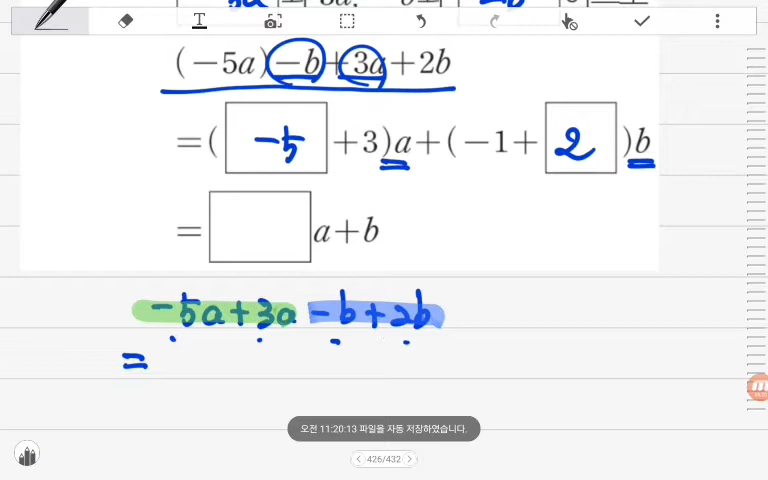 T
(−5a)−b+3a+2b
=( −5 +3)a+(−1+ 2 )b
= a+b
−5a+3a−b+2b
=
오전 11:20:13 파일을 자동 저장하였습니다.
426/432